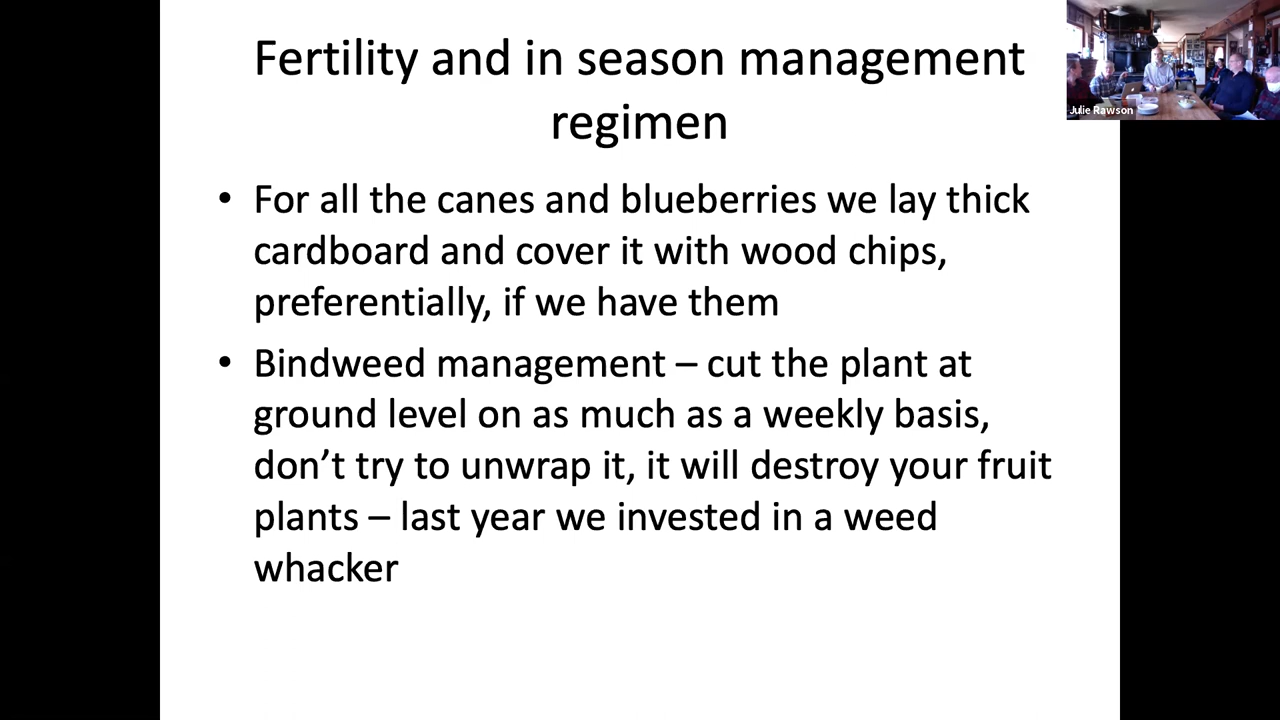 Fertility and in season management
regimen
• For all the canes and blueberries we lay thick
cardboard and cover it with wood chips,
preferentially, if we have them
• Bindweed management – cut the plant at
ground level on as much as a weekly basis,
don’t try to unwrap it, it will destroy your fruit
plants – last year we invested in a weed
whacker
Julie Rawson